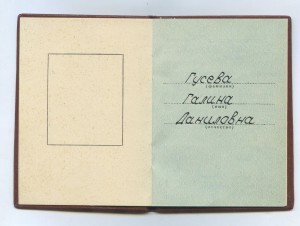 Гусева
(фамилия)
Галина
(имя)
Даниловна
(отчество)